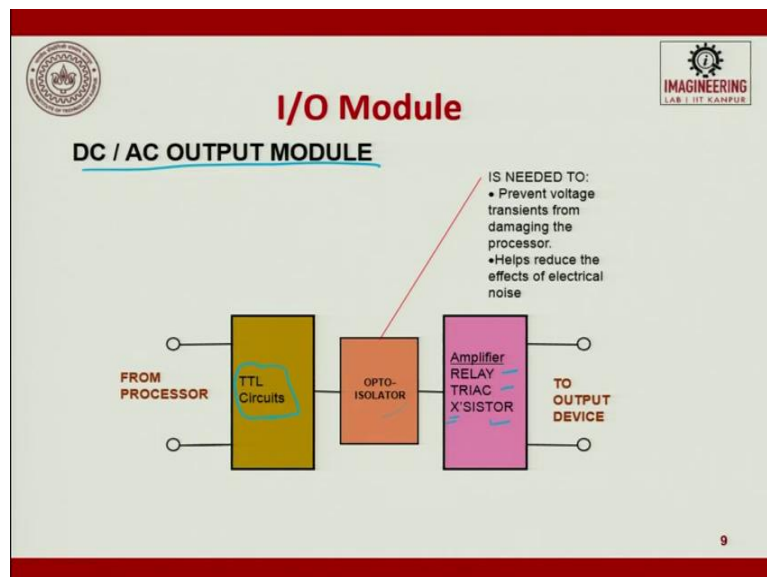 IMAGINEERING
LAB | IIT KANPUR
I/O Module
DC / AC OUTPUT MODULE
IS NEEDED TO:
• Prevent voltage
transients from
damaging the
processor.
•Helps reduce the
effects of electrical
noise
FROM
PROCESSOR
TTL
Circuits
OPTO-
ISOLATOR
Amplifier
RELAY
TRIAC
X'SISTOR
TO
OUTPUT
DEVICE
9